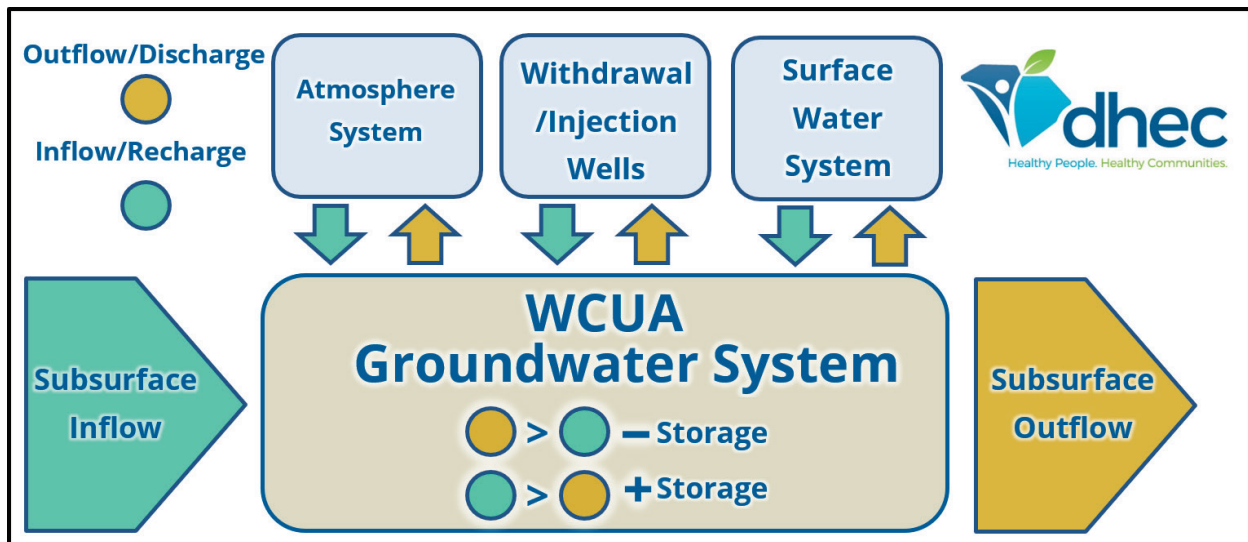 Outflow/Discharge
Inflow/Recharge
Atmosphere
System
Withdrawal
/Injection
Wells
Surface
Water
System
dhec
Healthy People. Healthy Communities.
Subsurface
Inflow
WCUA
Groundwater System
> − Storage
> + Storage
Subsurface
Outflow